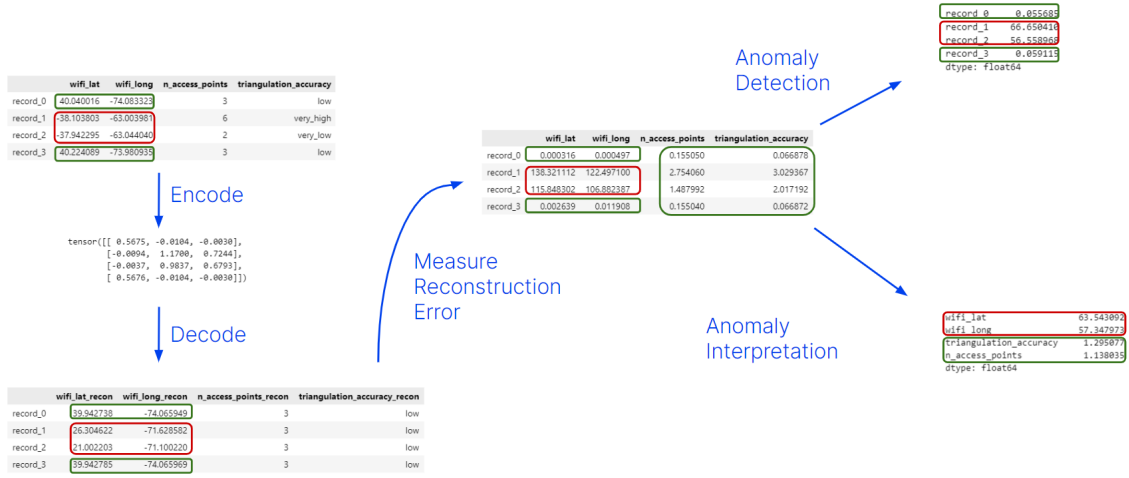 wifi_lat wifi_long n_access_points triangulation_accuracy
record_0 40.040016 -74.083323 3 low
record_1 -38.103803 -63.003981 6 very_high
record_2 -37.942295 -63.044040 2 very_low
record_3 40.224089 -73.980935 3 low
Encode
tensor([[ 0.5675, -0.0104, -0.0030],
[-0.0094, 1.1700, 0.7244],
[-0.0037, 0.9837, 0.6793],
[ 0.5676, -0.0104, -0.0030]])
Decode
wifi_lat_recon wifi_long_recon n_access_points_recon triangulation_accuracy_recon
record_0 39.942738 -74.065949 3 low
record_1 26.304622 -71.628582 3 low
record_2 21.002203 -71.100220 3 low
record_3 39.942785 -74.065969 3 low
Measure
Reconstruction
Error
wifi_lat wifi_long n_access_points triangulation_accuracy
record_0 0.000316 0.000497 0.155050 0.066878
record_1 138.321112 122.497100 2.754060 3.029367
record_2 115.848302 106.882387 1.487992 2.017192
record_3 0.002639 0.011908 0.155040 0.066872
Anomaly
Detection
record_0 0.055685
record_1 66.650410
record_2 56.558968
record_3 0.059115
dtype: float64
Anomaly
Interpretation
wifi_lat 63.543092
wifi_long 57.347973
triangulation_accuracy 1.295077
n_access_points 1.138035
dtype: float64